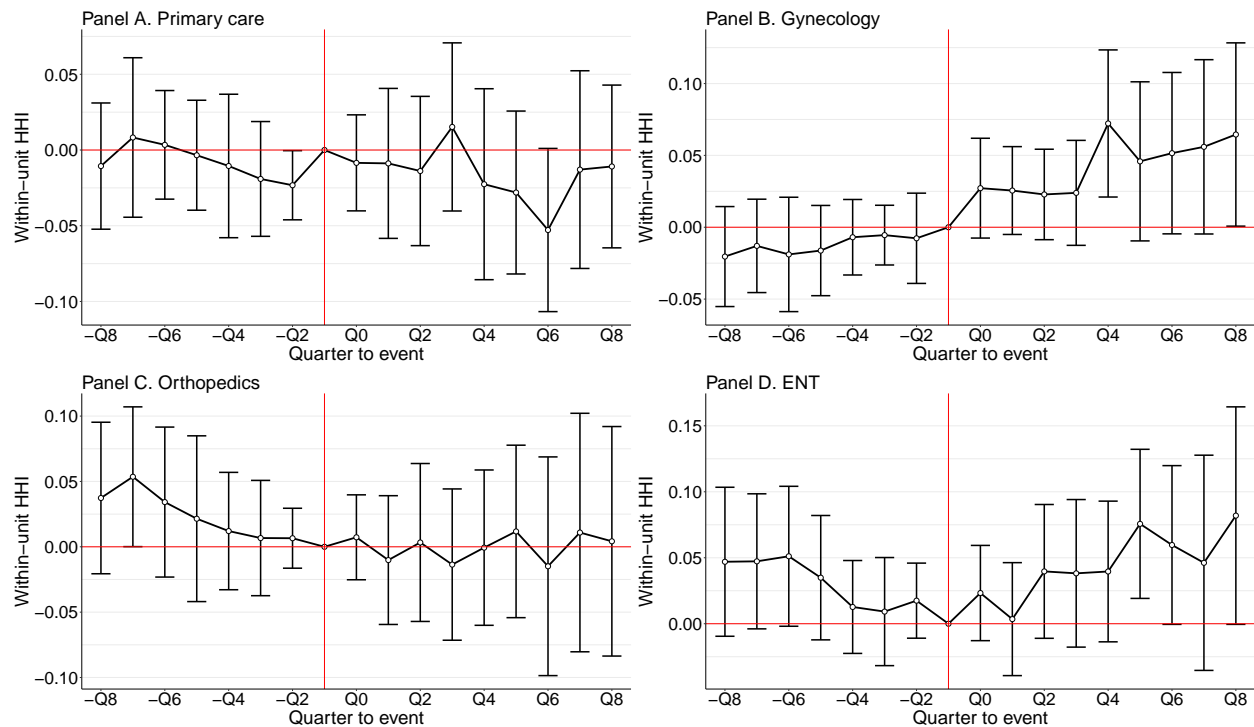 Panel A. Primary care
Within−unit HHI
0.05
0.00
−0.05
−0.10
−Q8 −Q6 −Q4 −Q2 Q0 Q2 Q4 Q6 Q8
Quarter to event
Panel B. Gynecology
Within−unit HHI
0.10
0.05
0.00
−0.05
−Q8 −Q6 −Q4 −Q2 Q0 Q2 Q4 Q6 Q8
Quarter to event
Panel C. Orthopedics
Within−unit HHI
0.10
0.05
0.00
−0.05
−0.10
−Q8 −Q6 −Q4 −Q2 Q0 Q2 Q4 Q6 Q8
Quarter to event
Panel D. ENT
Within−unit HHI
0.15
0.10
0.05
0.00
−Q8 −Q6 −Q4 −Q2 Q0 Q2 Q4 Q6 Q8
Quarter to event